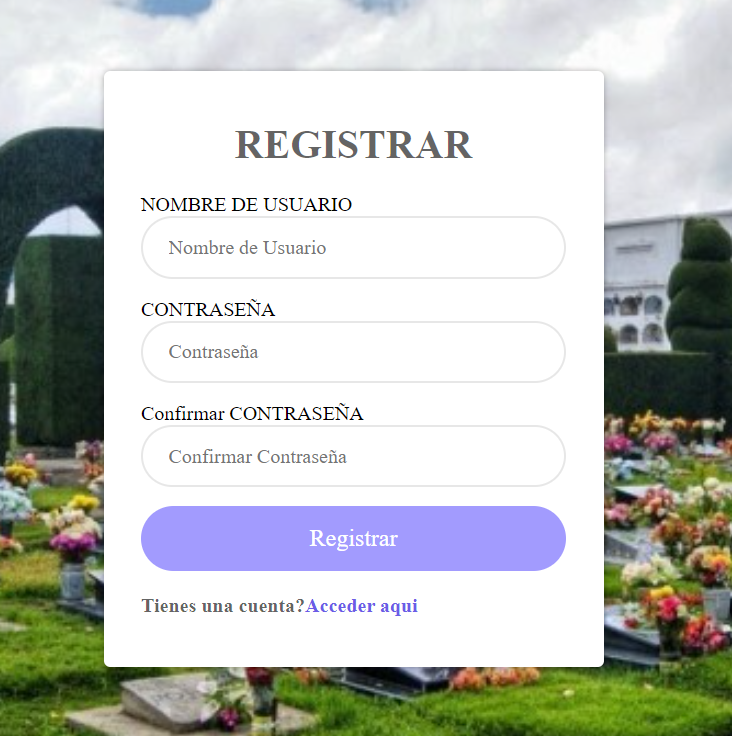 REGISTRAR
NOMBRE DE USUARIO
Nombre de Usuario
CONTRASEÑA
Contraseña
Confirmar CONTRASEÑA
Confirmar Contraseña
Registrar
Tienes una cuenta?Acceder aqui